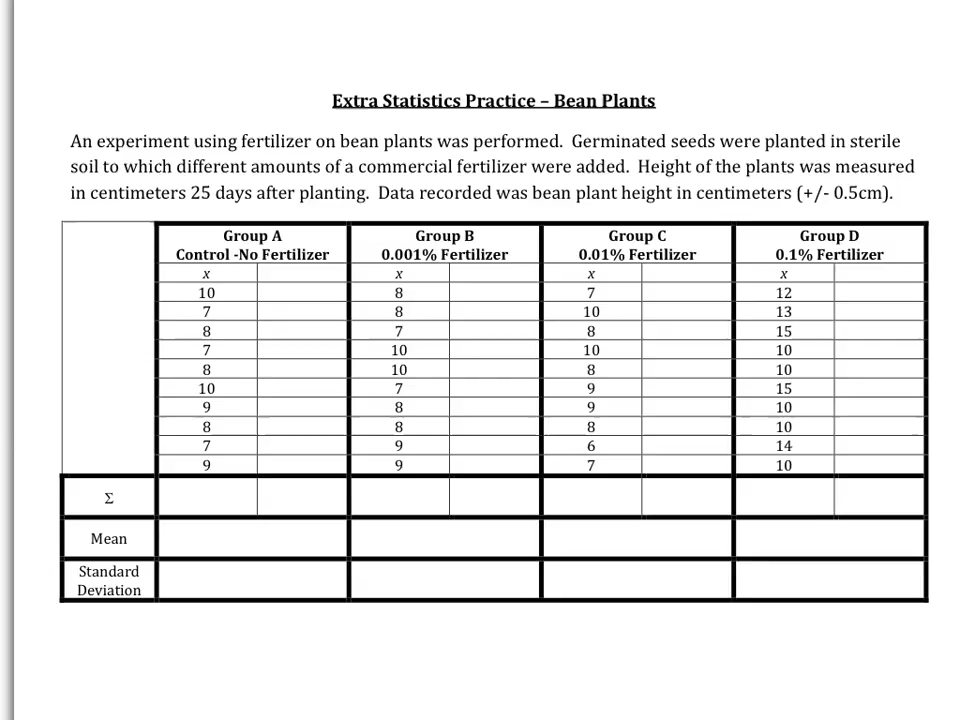 Extra Statistics Practice – Bean Plants
An experiment using fertilizer on bean plants was performed.  Germinated seeds were planted in sterile
soil to which different amounts of a commercial fertilizer were added.  Height of the plants was measured
in centimeters 25 days after planting.  Data recorded was bean plant height in centimeters (+/- 0.5cm).
Group A Group B Group C Group D
Control -No Fertilizer 0.001% Fertilizer 0.01% Fertilizer 0.1% Fertilizer
x x x x
10 8 7 12
7 8 10 13
8 7 8 15
7 10 10 10
8 10 8 10
10 7 9 15
9 8 9 10
8 8 8 10
7 9 6 14
9 9 7 10
Σ
Mean
Standard
Deviation